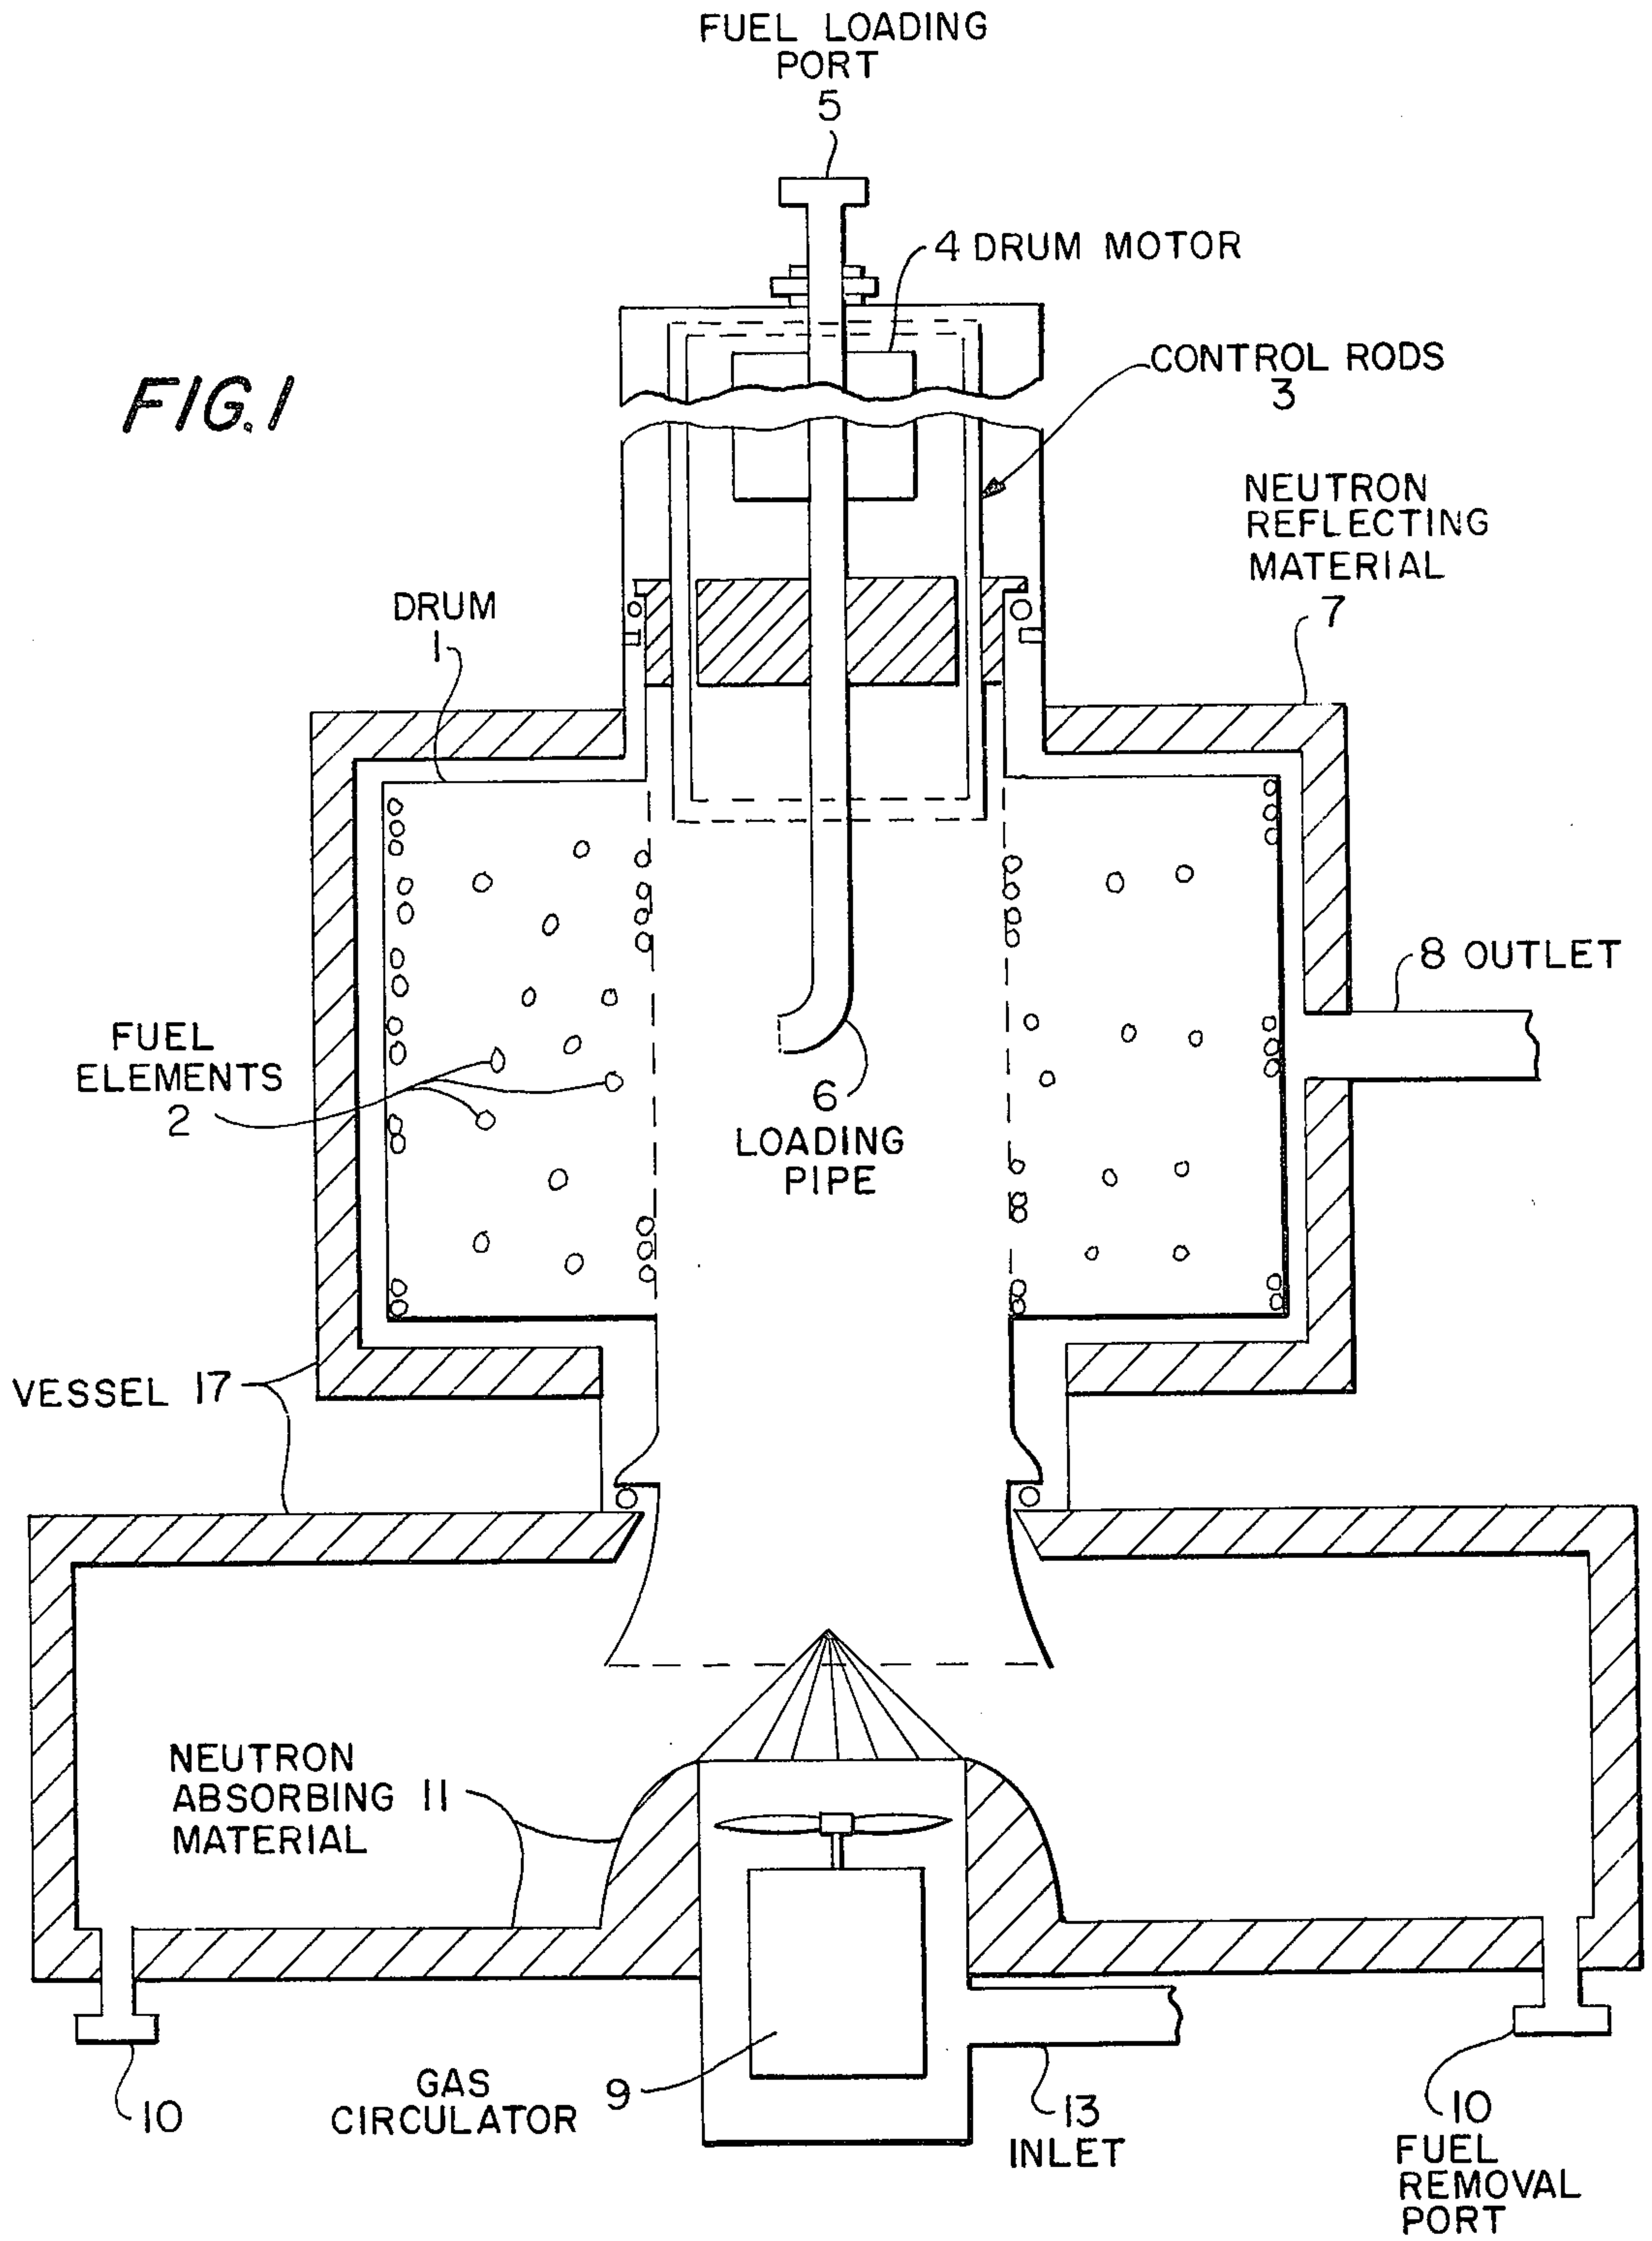 FUEL LOADING
PORT
5
4 DRUM MOTOR
FIG.1
CONTROL RODS
3
NEUTRON
REFLECTING
MATERIAL
7
DRUM
1
8 OUTLET
FUEL
ELEMENTS
2
6
LOADING
PIPE
VESSEL 17
NEUTRON
ABSORBING 11
MATERIAL
10
GAS
CIRCULATOR
9
13
INLET
10
FUEL
REMOVAL
PORT